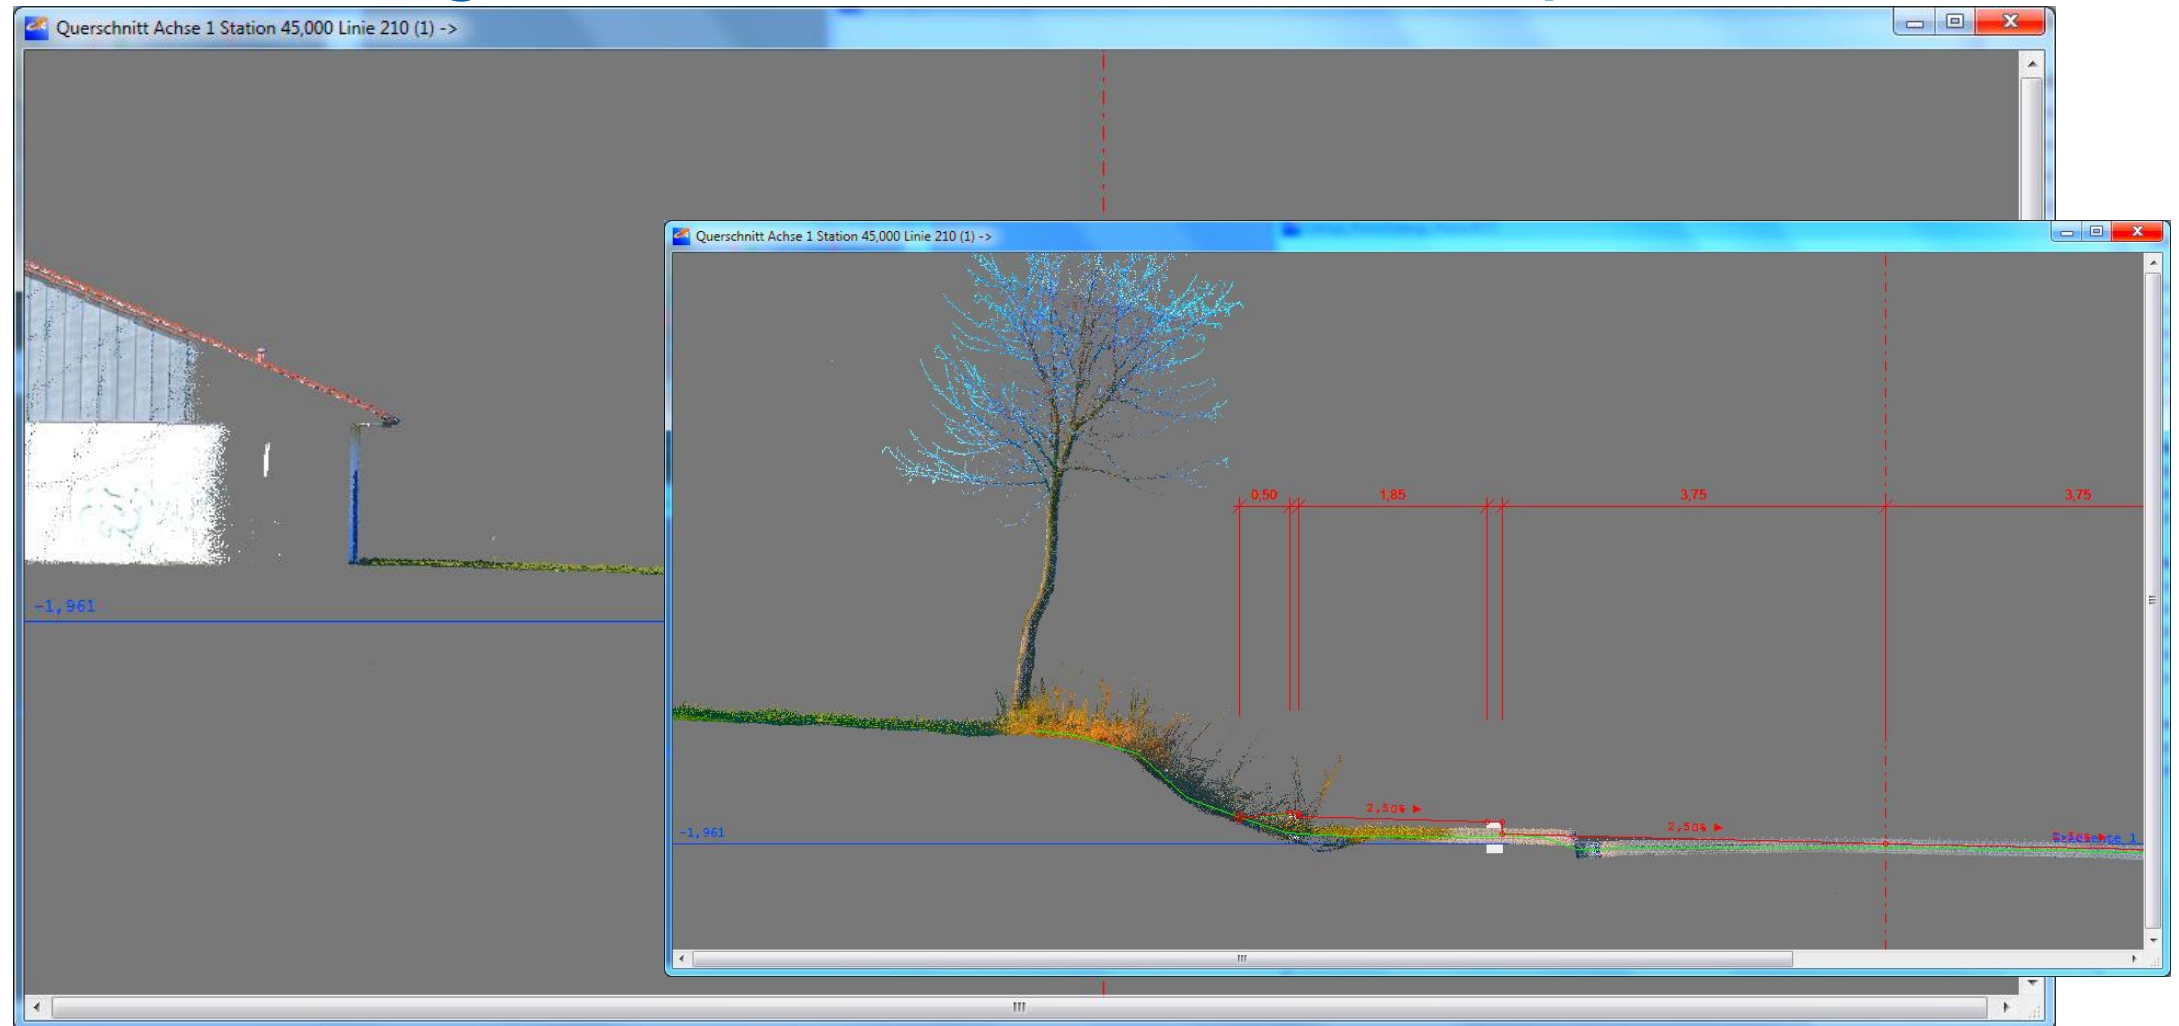 Querschnitt Achse 1 Station 45,000 Linie 210 (1) ->
Querschnitt Achse 1 Station 45,000 Linie 210 (1) ->
0,50 1,85 3,75 3,75
-1,961
2,50% ►
2,50% ►
-1,961